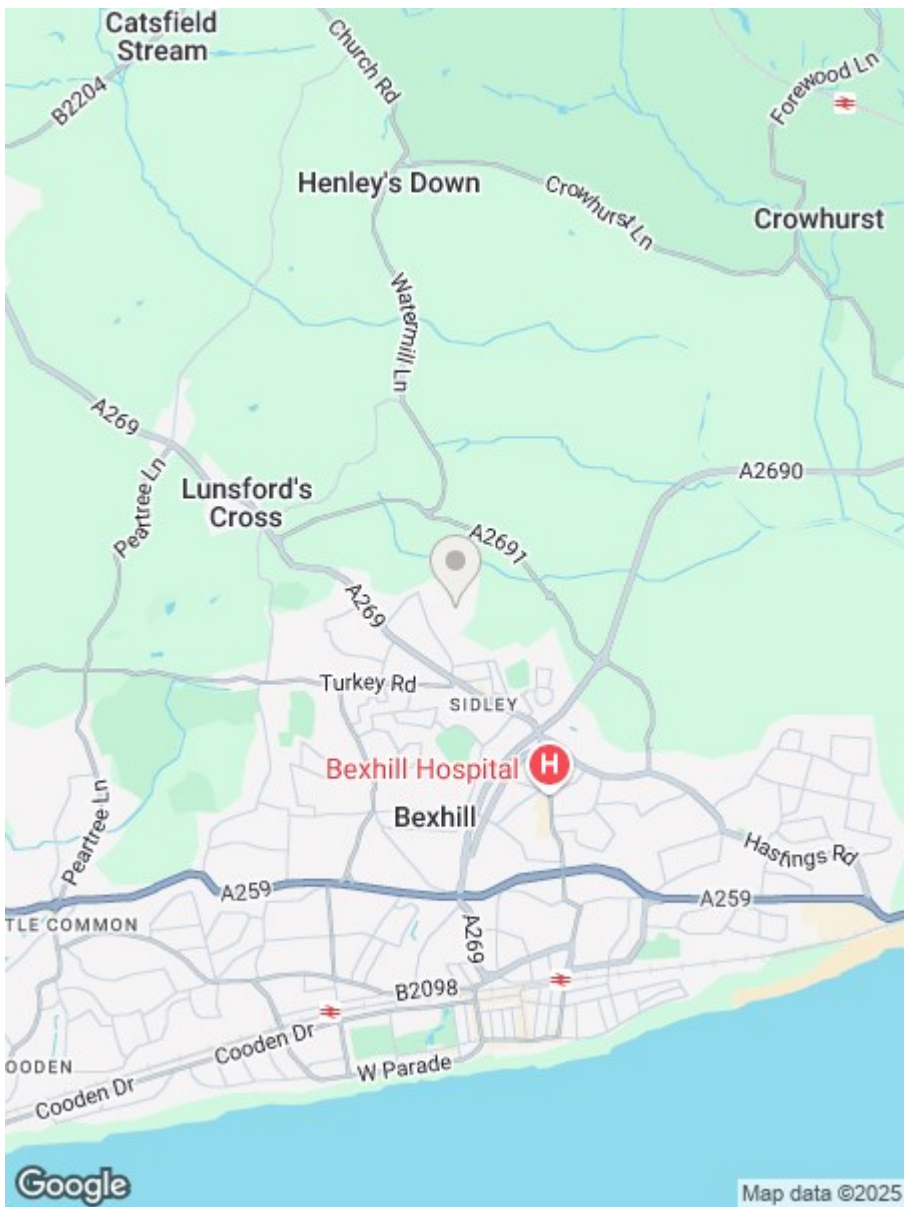 Catsfield
Stream
Church Rd
Forewood Ln
B2204
Henley's Down
Crowhurst Ln
Crowhurst
Watermill Ln
A269
A2690
Peartree Ln
Lunsford's
Cross
A2691
A269
Turkey Rd
SIDLEY
Bexhill Hospital
H
Bexhill
Peartree Ln
Hastings Rd
A259
A259
TLE COMMON
A269
B2098
Cooden Dr
OODEN
W Parade
Cooden Dr
Google
Map data ©2025